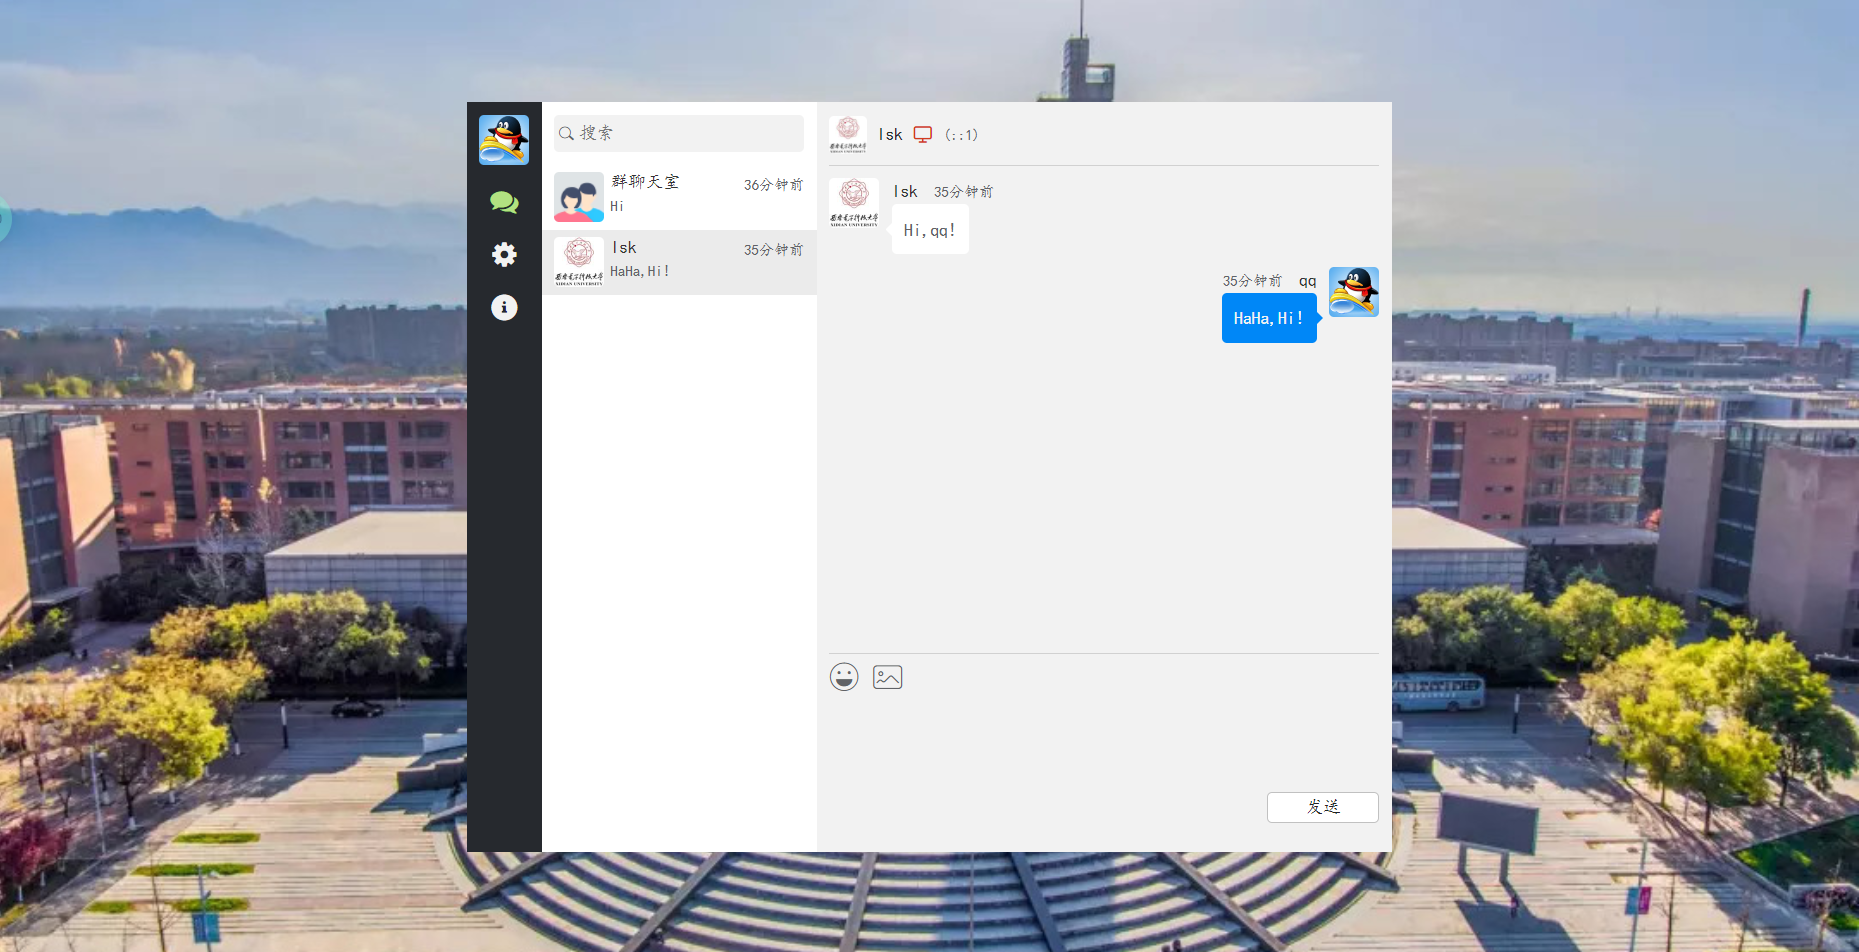 搜索
群聊天室 36分钟前
Hi
lsk 35分钟前
HaHa,Hi!
lsk (::1)
lsk 35分钟前
Hi,qq!
35分钟前 qq
HaHa,Hi!
发送
XIDIAN UNIVERSITY